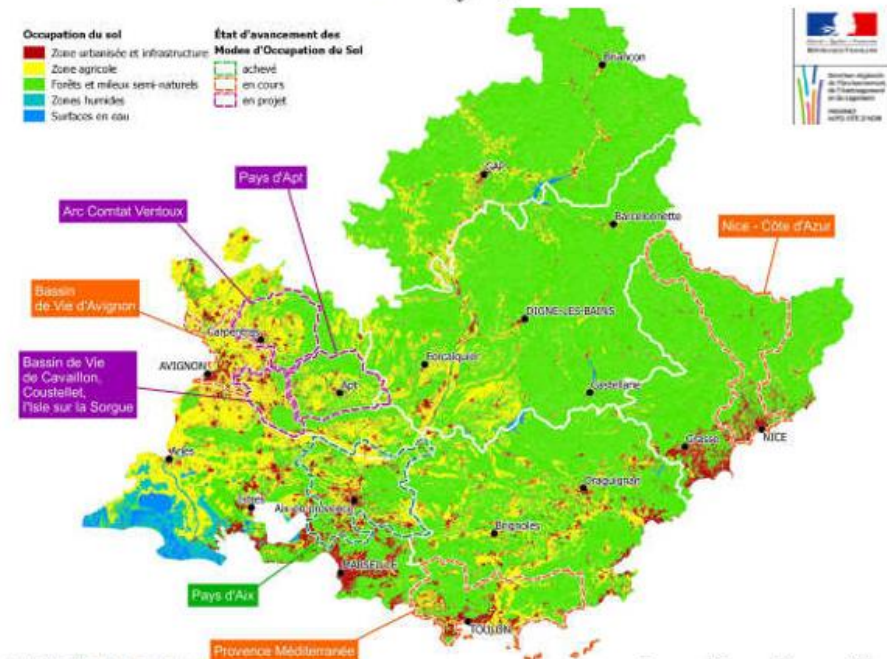 Occupation du sol
Zone urbanisée et infrastructure
Zone agricole
Forêts et milieux semi-naturels
Zones humides
Surfaces en eau
État d'avancement des
Modes d'Occupation du Sol
achevé
en cours
en projet
RÉPUBLIQUE FRANÇAISE
Briançon
GAP
Pays d'Apt
Arc Comtat Ventoux
Barcelonnette
Nice - Côte d'Azur
Bassin
de Vie d'Avignon
DIGNE-LES-BAINS
Carpentras
Forcalquier
AVIGNON
Bassin de Vie
de Cavaillon,
Coustellet,
l'Isle sur la Sorgue
Apt
Castellane
Grasse
NICE
Arles
Draguignan
Istres
Aix en provence
Brignoles
MARSEILLE
Pays d'Aix
TOULON
Provence Méditerranée